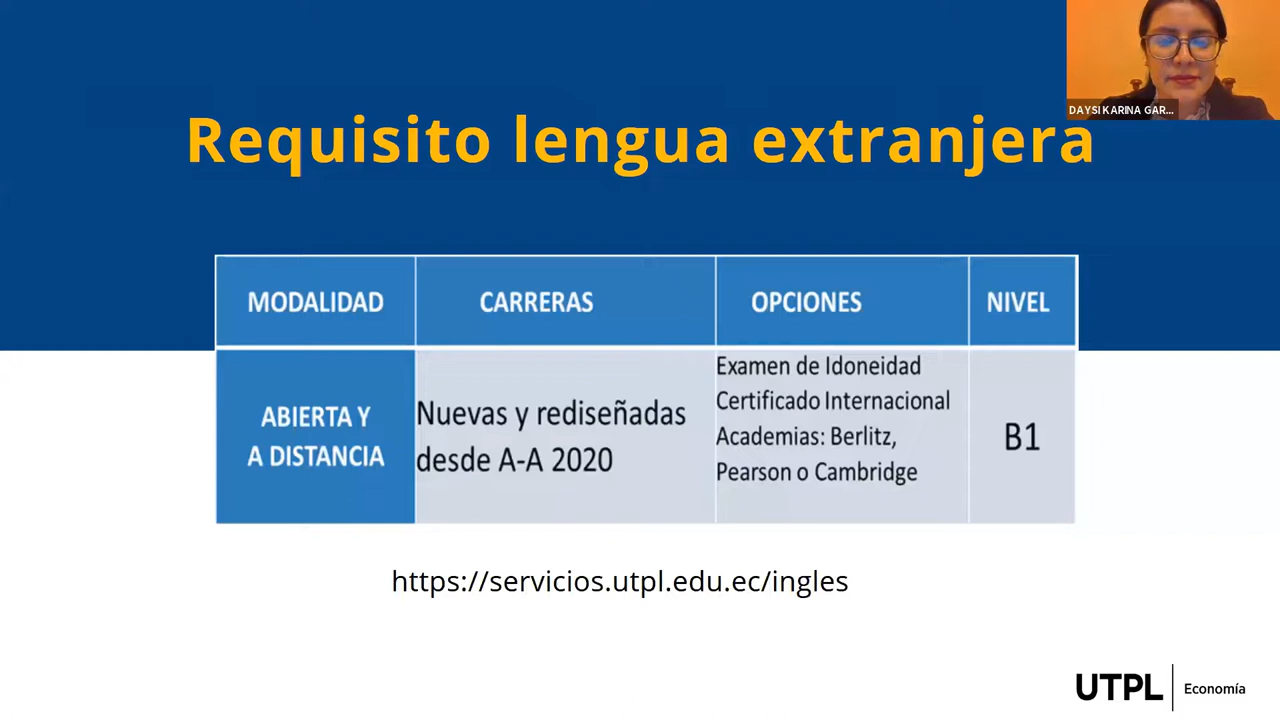 DAYSI KARINA GAR...
Requisito lengua extranjera
MODALIDAD
CARRERAS
OPCIONES
NIVEL
ABIERTA Y
A DISTANCIA
Nuevas y rediseñadas
desde A-A 2020
Examen de Idoneidad
Certificado Internacional
Academias: Berlitz,
Pearson o Cambridge
B1
https://servicios.utpl.edu.ec/ingles
UTPL
Economía